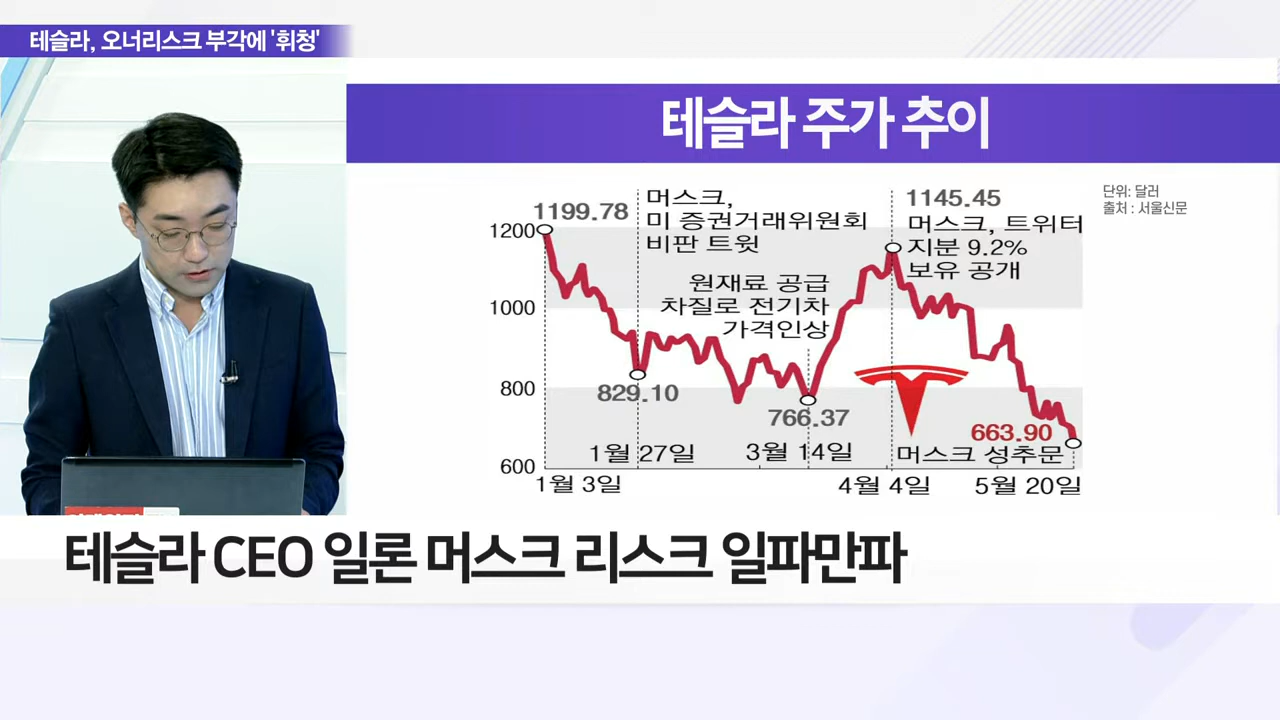 테슬라, 오너리스크 부각에 '휘청'
테슬라 주가 추이
단위: 달러
출처 : 서울신문
1199.78
머스크,
미 증권거래위원회
비판 트윗
1145.45
머스크, 트위터
지분 9.2%
보유 공개
원재료 공급
차질로 전기차
가격인상
1200
1000
800
600
829.10
766.37
663.90
머스크 성추문
1월 27일
3월 14일
1월 3일
4월 4일
5월 20일
테슬라 CEO 일론 머스크 리스크 일파만파